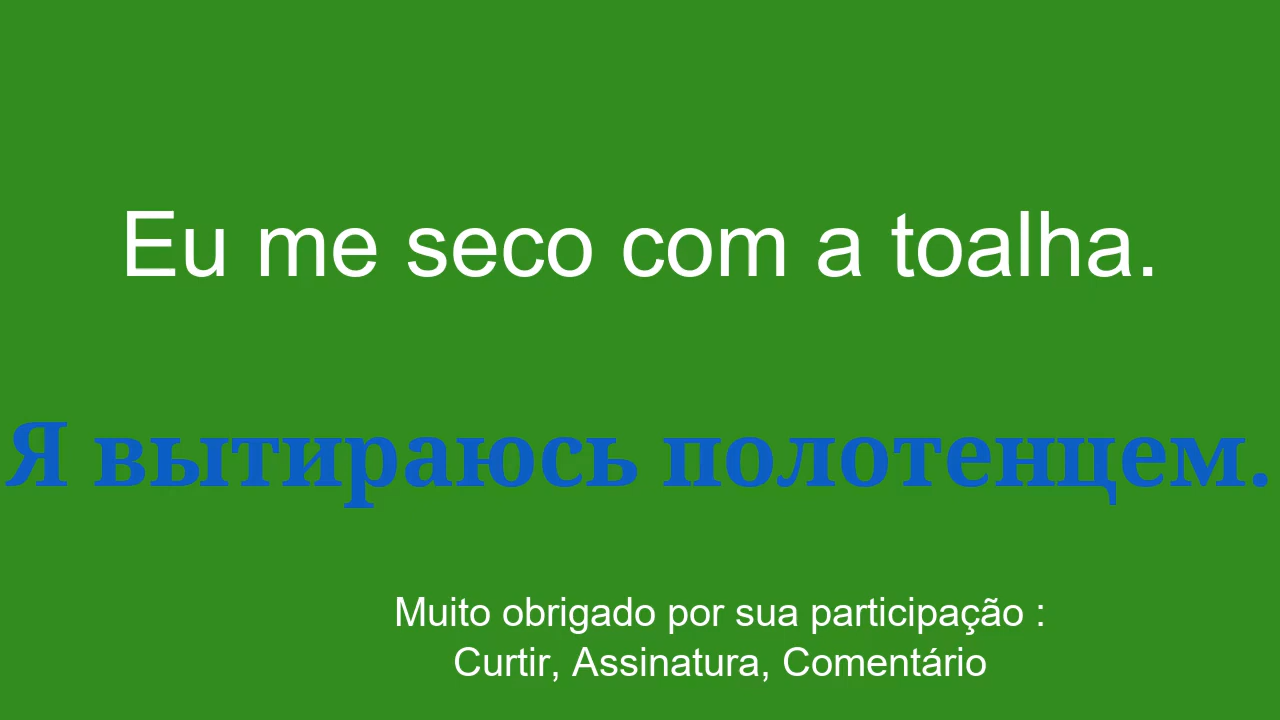 Eu me seco com a toalha.
Я вытираюсь полотенцем.
Muito obrigado por sua participação :
Curtir, Assinatura, Comentário